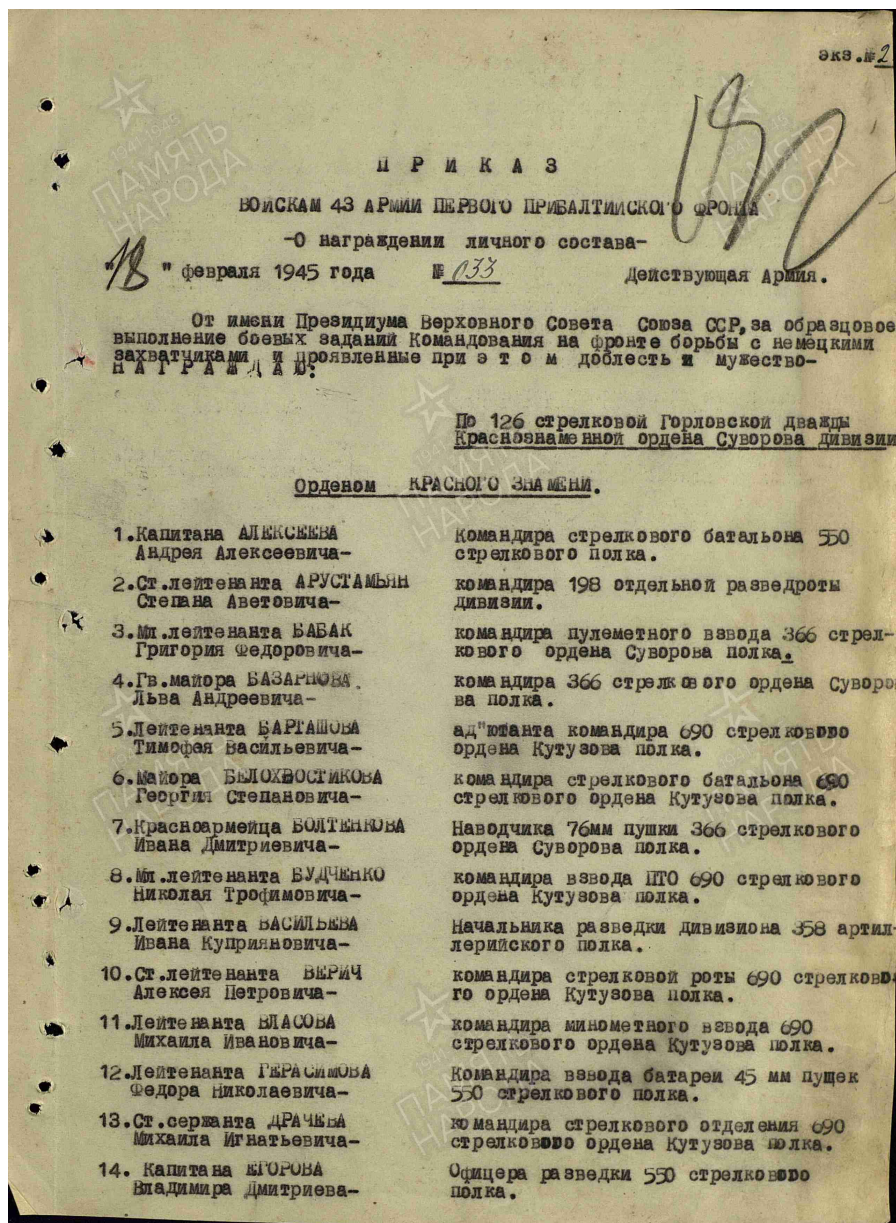 экз.№2
ПРИКАЗ
ВОЙСКАМ 43 АРМИИ ПЕРВОГО ПРИБАЛТИЙСКОГО ФРОНТА
-О награждении личного состава-
"18" февраля 1945 года № 033 Действующая Армия.
От имени Президиума Верховного Совета Союза ССР, за образцовое
выполнение боевых заданий Командования на фронте борьбы с немецкими
захватчиками и проявленные при этом доблесть и мужество-
НАГРАЖДАЮ:
По 126 стрелковой Горловской дважды
Краснознаменной ордена Суворова дивизии
Орденом КРАСНОГО ЗНАМЕНИ.
1.Капитана АЛЕКСЕЕВА Командира стрелкового батальона 550
Андрея Алексеевича- стрелкового полка.
2.Ст.лейтенанта АРУСТАМЬЯН командира 198 отдельной разведроты
Степана Аветовича- дивизии.
3.Мл.лейтенанта БАБАК командира пулеметного взвода 366 стрел-
Григория Федоровича- кового ордена Суворова полка.
4.Гв.майора БАЗАРНОВА командира 366 стрелкового ордена Суворо
Льва Андреевича- ва полка.
5.Лейтенанта БАРТАШОВА ад"ютанта командира 690 стрелкового
Тимофея Васильевича- ордена Кутузова полка.
6.Майора БЕЛОХВОСТИКОВА командира стрелкового батальона 690
Георгия Степановича- стрелкового ордена Кутузова полка.
7.Красноармейца БОЛТЕНКОВА Наводчика 76мм пушки 366 стрелкового
Ивана Дмитриевича- ордена Суворова полка.
8.Мл.лейтенанта БУДЧЕНКО командира взвода ПТО 690 стрелкового
Николая Трофимовича- ордена Кутузова полка.
9.Лейтенанта ВАСИЛЬЕВА Начальника разведки дивизиона 358 артил-
Ивана Куприяновича- лерийского полка.
10.Ст.лейтенанта ВЕРИЧ командира стрелковой роты 690 стрелково
Алексея Петровича- го ордена Кутузова полка.
11.Лейтенанта ВЛАСОВА командира минометного взвода 690
Михаила Ивановича- стрелкового ордена Кутузова полка.
12.Лейтенанта ГЕРАСИМОВА Командира взвода батареи 45 мм пущек
Федора Николаевича- 550 стрелкового полка.
13.Ст.сержанта ДРАЧЕВА командира стрелкового отделения 690
Михаила Игнатьевича- стрелкового ордена Кутузова полка.
14. Капитана ЕГОРОВА Офицера разведки 550 стрелкового
Владимира Дмитриева- полка.